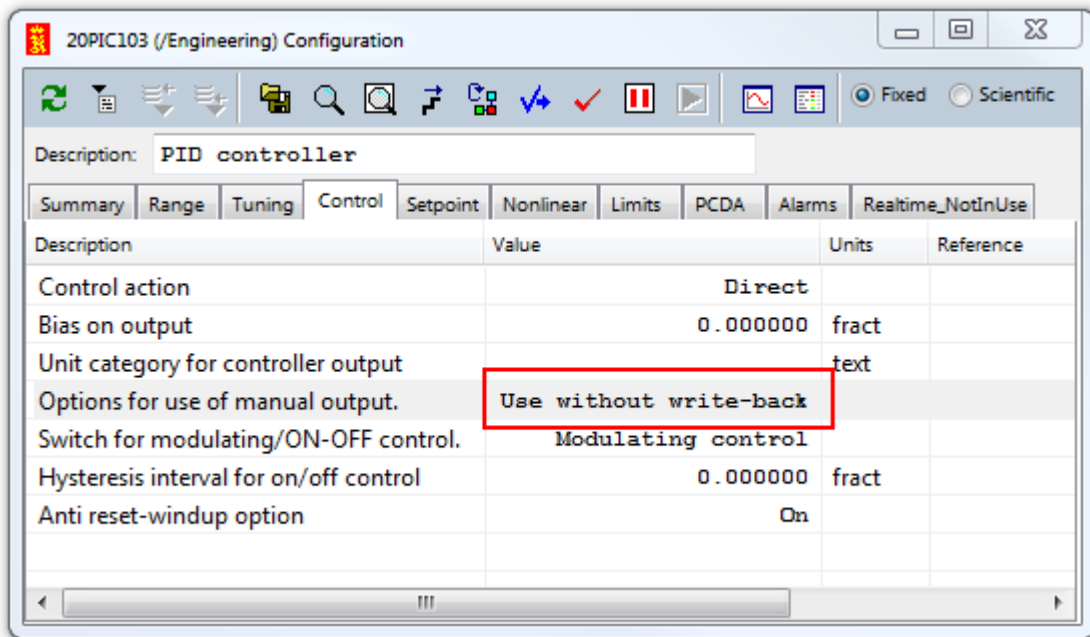 20PIC103 (/Engineering) Configuration
Fixed Scientific
Description: PID controller
Summary Range Tuning Control Setpoint Nonlinear Limits PCDA Alarms Realtime_NotInUse
Description Value Units Reference
Control action Direct
Bias on output 0.000000 fract
Unit category for controller output text
Options for use of manual output. Use without write-back
Switch for modulating/ON-OFF control. Modulating control
Hysteresis interval for on/off control 0.000000 fract
Anti reset-windup option On